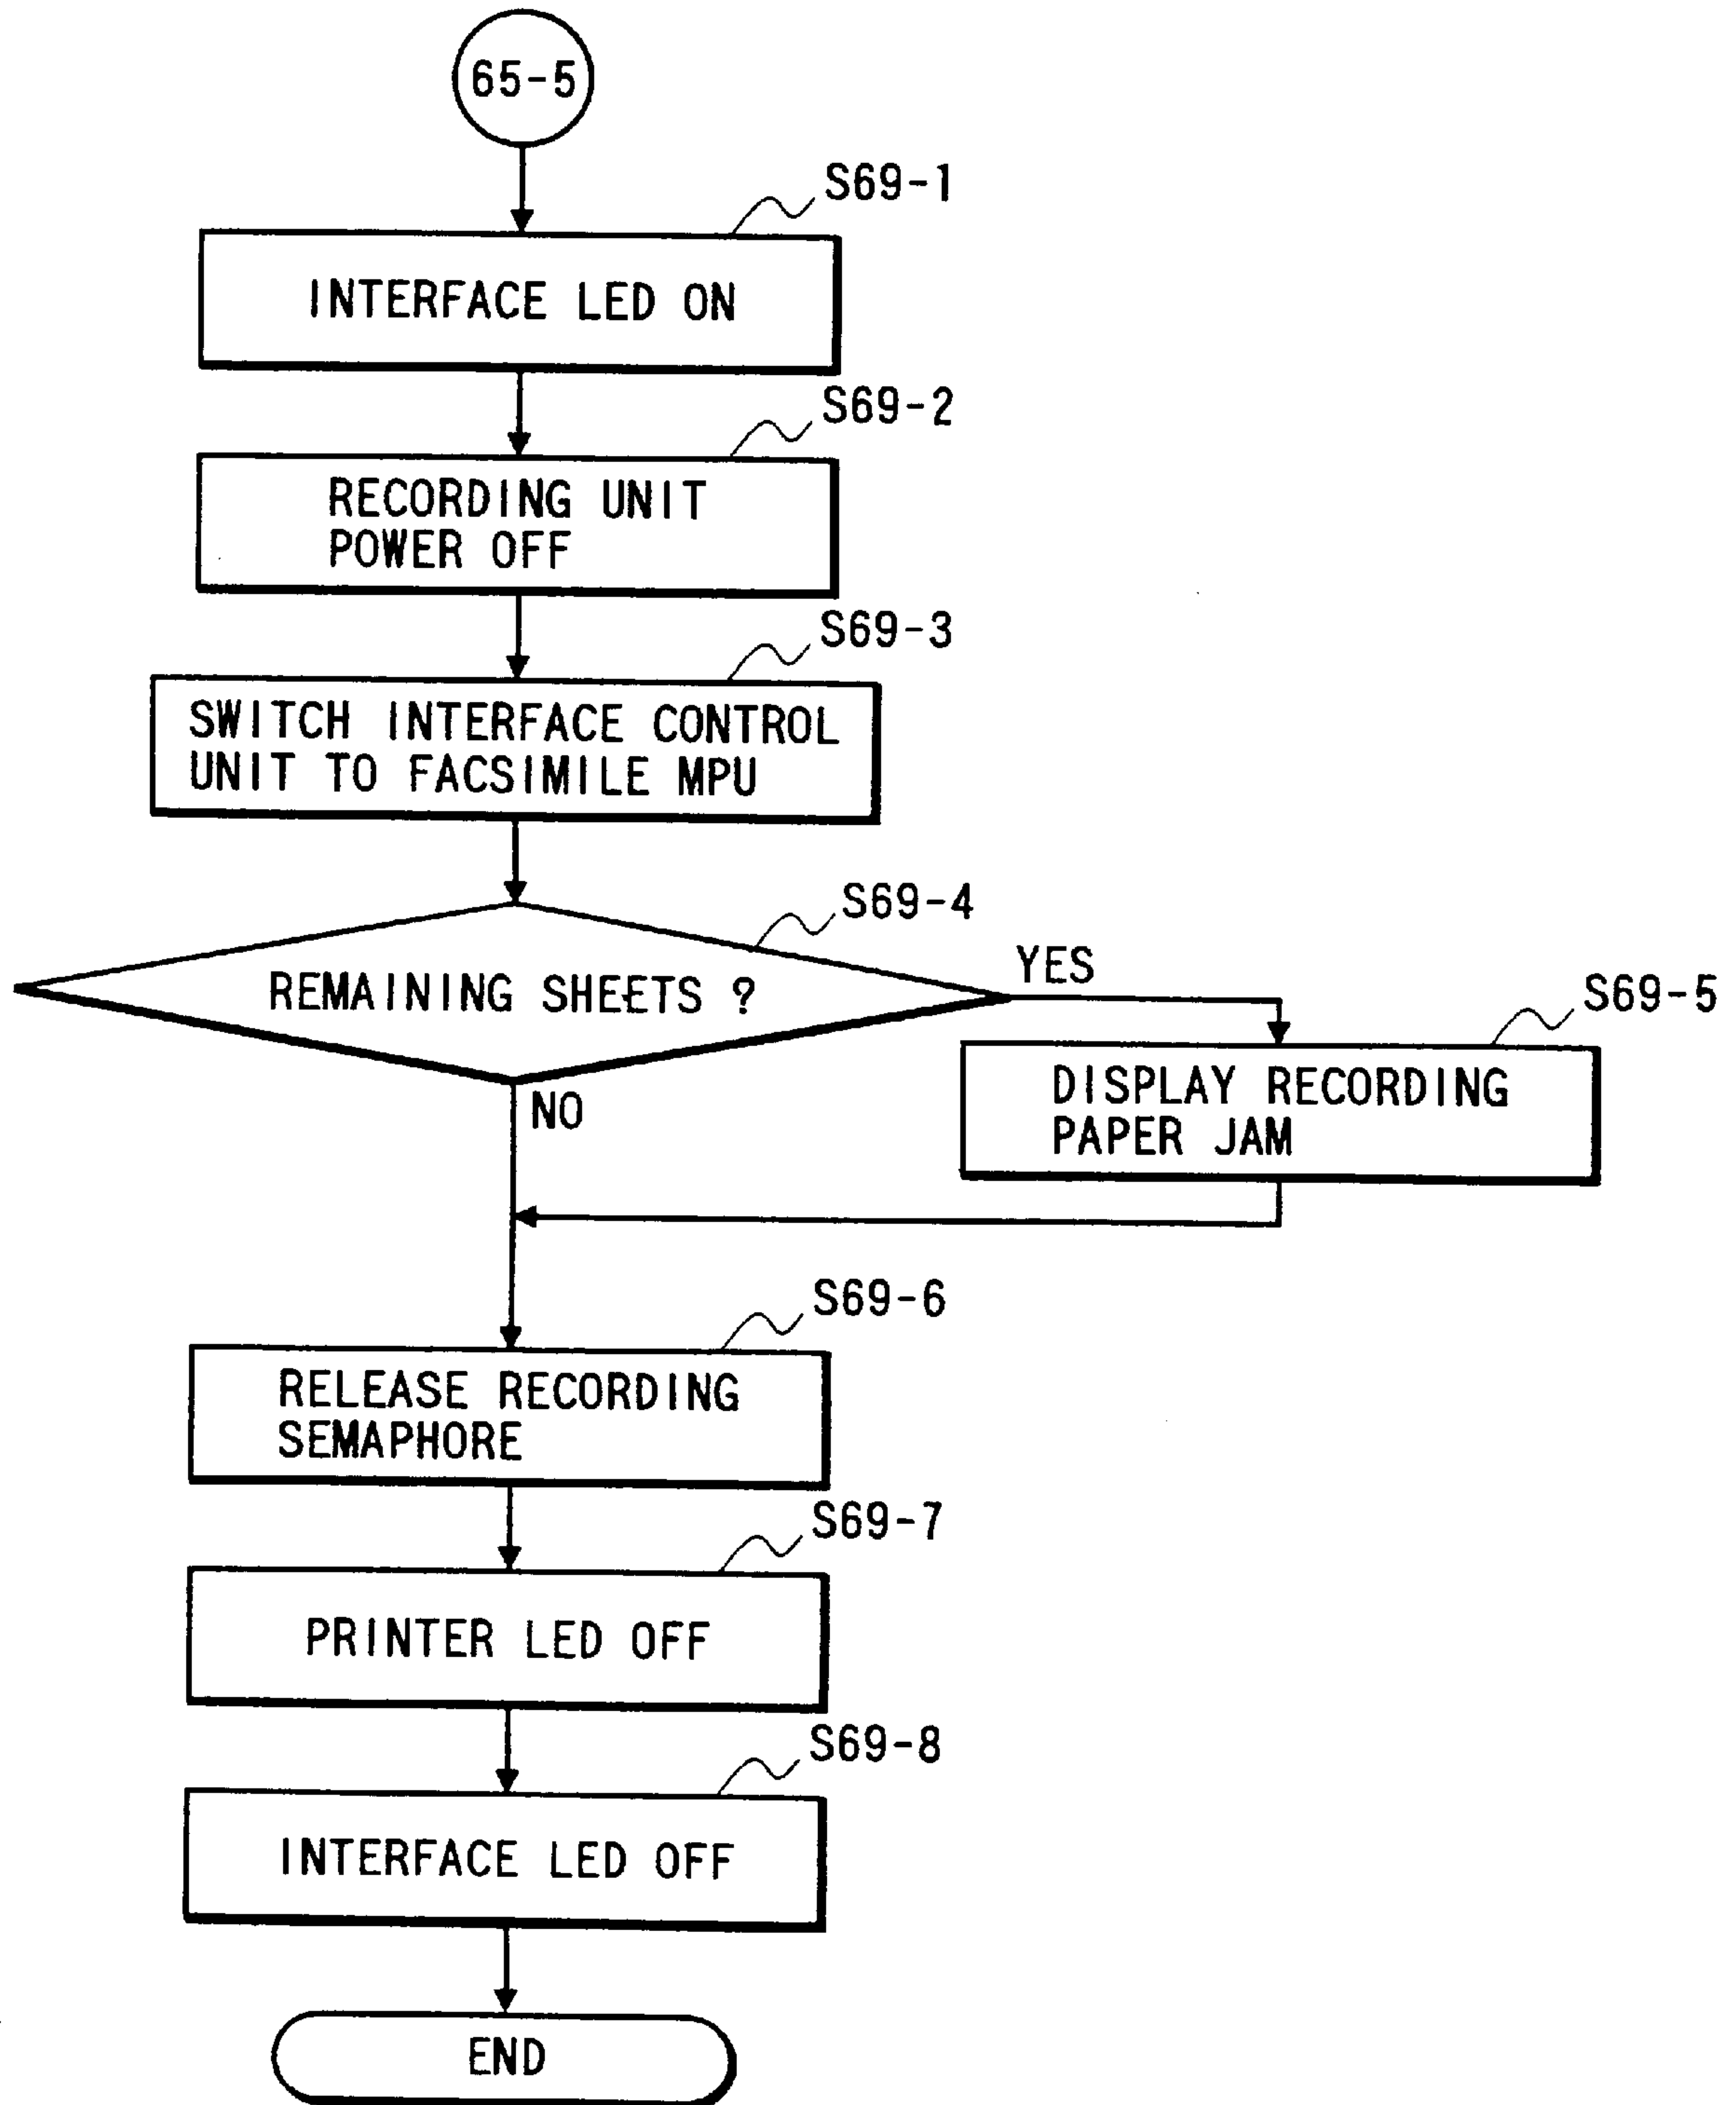 65-5
S69-1
INTERFACE LED ON
S69-2
RECORDING UNIT
POWER OFF
S69-3
SWITCH INTERFACE CONTROL
UNIT TO FACSIMILE MPU
S69-4
REMAINING SHEETS ?
YES
S69-5
DISPLAY RECORDING
PAPER JAM
NO
S69-6
RELEASE RECORDING
SEMAPHORE
S69-7
PRINTER LED OFF
S69-8
INTERFACE LED OFF
END